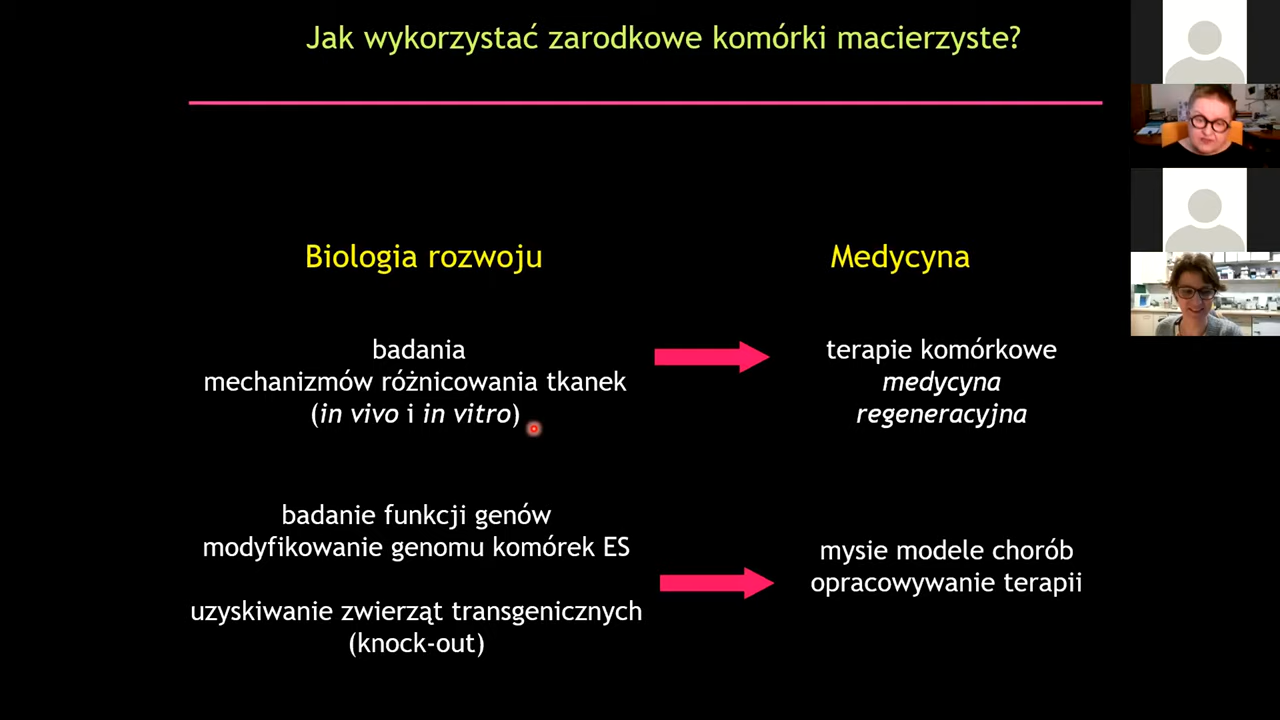 Jak wykorzystać zarodkowe komórki macierzyste?
Biologia rozwoju
Medycyna
badania
mechanizmów różnicowania tkanek
(in vivo i in vitro)
terapie komórkowe
medycyna
regeneracyjna
badanie funkcji genów
modyfikowanie genomu komórek ES
uzyskiwanie zwierząt transgenicznych
(knock-out)
mysie modele chorób
opracowywanie terapii